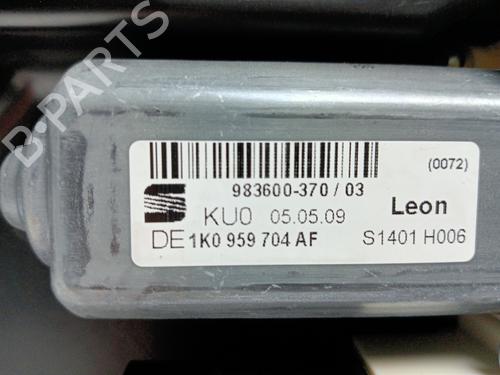 B-PARTS
(0072)
983600-370 / 03
KU0 05.05.09
Leon
DE 1K0 959 704 AF
S1401 H006